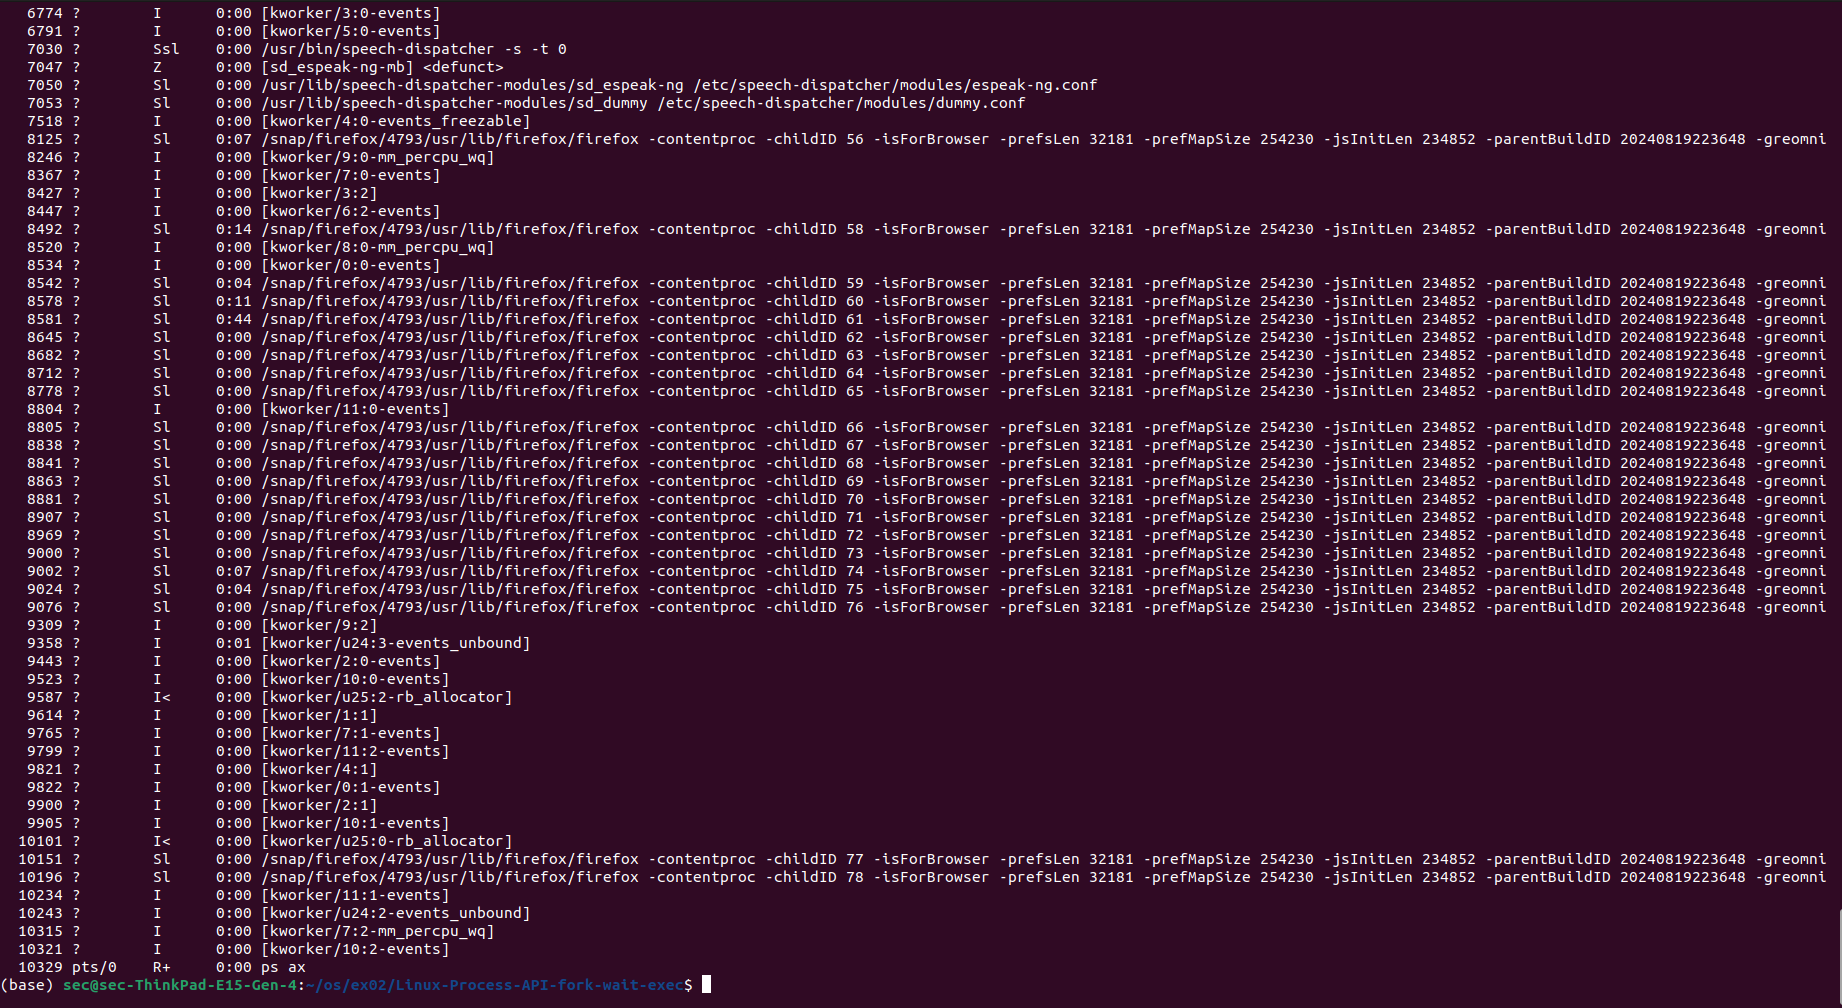 6774 ?        I      0:00 [kworker/3:0-events]
6791 ?        I      0:00 [kworker/5:0-events]
7030 ?        Ssl    0:00 /usr/bin/speech-dispatcher -s -t 0
7047 ?        Z      0:00 [sd_espeak-ng-mb] <defunct>
7050 ?        Sl     0:00 /usr/lib/speech-dispatcher-modules/sd_espeak-ng /etc/speech-dispatcher/modules/espeak-ng.conf
7053 ?        Sl     0:00 /usr/lib/speech-dispatcher-modules/sd_dummy /etc/speech-dispatcher/modules/dummy.conf
7518 ?        I      0:00 [kworker/4:0-events_freezable]
8125 ?        Sl     0:07 /snap/firefox/4793/usr/lib/firefox/firefox -contentproc -childID 56 -isForBrowser -prefsLen 32181 -prefMapSize 254230 -jsInitLen 234852 -parentBuildID 20240819223648 -greomni
8246 ?        I      0:00 [kworker/9:0-mm_percpu_wq]
8367 ?        I      0:00 [kworker/7:0-events]
8427 ?        I      0:00 [kworker/3:2]
8447 ?        I      0:00 [kworker/6:2-events]
8492 ?        Sl     0:14 /snap/firefox/4793/usr/lib/firefox/firefox -contentproc -childID 58 -isForBrowser -prefsLen 32181 -prefMapSize 254230 -jsInitLen 234852 -parentBuildID 20240819223648 -greomni
8520 ?        I      0:00 [kworker/8:0-mm_percpu_wq]
8534 ?        I      0:00 [kworker/0:0-events]
8542 ?        Sl     0:04 /snap/firefox/4793/usr/lib/firefox/firefox -contentproc -childID 59 -isForBrowser -prefsLen 32181 -prefMapSize 254230 -jsInitLen 234852 -parentBuildID 20240819223648 -greomni
8578 ?        Sl     0:11 /snap/firefox/4793/usr/lib/firefox/firefox -contentproc -childID 60 -isForBrowser -prefsLen 32181 -prefMapSize 254230 -jsInitLen 234852 -parentBuildID 20240819223648 -greomni
8581 ?        Sl     0:44 /snap/firefox/4793/usr/lib/firefox/firefox -contentproc -childID 61 -isForBrowser -prefsLen 32181 -prefMapSize 254230 -jsInitLen 234852 -parentBuildID 20240819223648 -greomni
8645 ?        Sl     0:00 /snap/firefox/4793/usr/lib/firefox/firefox -contentproc -childID 62 -isForBrowser -prefsLen 32181 -prefMapSize 254230 -jsInitLen 234852 -parentBuildID 20240819223648 -greomni
8682 ?        Sl     0:00 /snap/firefox/4793/usr/lib/firefox/firefox -contentproc -childID 63 -isForBrowser -prefsLen 32181 -prefMapSize 254230 -jsInitLen 234852 -parentBuildID 20240819223648 -greomni
8712 ?        Sl     0:00 /snap/firefox/4793/usr/lib/firefox/firefox -contentproc -childID 64 -isForBrowser -prefsLen 32181 -prefMapSize 254230 -jsInitLen 234852 -parentBuildID 20240819223648 -greomni
8778 ?        Sl     0:00 /snap/firefox/4793/usr/lib/firefox/firefox -contentproc -childID 65 -isForBrowser -prefsLen 32181 -prefMapSize 254230 -jsInitLen 234852 -parentBuildID 20240819223648 -greomni
8804 ?        I      0:00 [kworker/11:0-events]
8805 ?        Sl     0:00 /snap/firefox/4793/usr/lib/firefox/firefox -contentproc -childID 66 -isForBrowser -prefsLen 32181 -prefMapSize 254230 -jsInitLen 234852 -parentBuildID 20240819223648 -greomni
8838 ?        Sl     0:00 /snap/firefox/4793/usr/lib/firefox/firefox -contentproc -childID 67 -isForBrowser -prefsLen 32181 -prefMapSize 254230 -jsInitLen 234852 -parentBuildID 20240819223648 -greomni
8841 ?        Sl     0:00 /snap/firefox/4793/usr/lib/firefox/firefox -contentproc -childID 68 -isForBrowser -prefsLen 32181 -prefMapSize 254230 -jsInitLen 234852 -parentBuildID 20240819223648 -greomni
8863 ?        Sl     0:00 /snap/firefox/4793/usr/lib/firefox/firefox -contentproc -childID 69 -isForBrowser -prefsLen 32181 -prefMapSize 254230 -jsInitLen 234852 -parentBuildID 20240819223648 -greomni
8881 ?        Sl     0:00 /snap/firefox/4793/usr/lib/firefox/firefox -contentproc -childID 70 -isForBrowser -prefsLen 32181 -prefMapSize 254230 -jsInitLen 234852 -parentBuildID 20240819223648 -greomni
8907 ?        Sl     0:00 /snap/firefox/4793/usr/lib/firefox/firefox -contentproc -childID 71 -isForBrowser -prefsLen 32181 -prefMapSize 254230 -jsInitLen 234852 -parentBuildID 20240819223648 -greomni
8969 ?        Sl     0:00 /snap/firefox/4793/usr/lib/firefox/firefox -contentproc -childID 72 -isForBrowser -prefsLen 32181 -prefMapSize 254230 -jsInitLen 234852 -parentBuildID 20240819223648 -greomni
9000 ?        Sl     0:00 /snap/firefox/4793/usr/lib/firefox/firefox -contentproc -childID 73 -isForBrowser -prefsLen 32181 -prefMapSize 254230 -jsInitLen 234852 -parentBuildID 20240819223648 -greomni
9002 ?        Sl     0:07 /snap/firefox/4793/usr/lib/firefox/firefox -contentproc -childID 74 -isForBrowser -prefsLen 32181 -prefMapSize 254230 -jsInitLen 234852 -parentBuildID 20240819223648 -greomni
9024 ?        Sl     0:04 /snap/firefox/4793/usr/lib/firefox/firefox -contentproc -childID 75 -isForBrowser -prefsLen 32181 -prefMapSize 254230 -jsInitLen 234852 -parentBuildID 20240819223648 -greomni
9076 ?        Sl     0:00 /snap/firefox/4793/usr/lib/firefox/firefox -contentproc -childID 76 -isForBrowser -prefsLen 32181 -prefMapSize 254230 -jsInitLen 234852 -parentBuildID 20240819223648 -greomni
9309 ?        I      0:00 [kworker/9:2]
9358 ?        I      0:01 [kworker/u24:3-events_unbound]
9443 ?        I      0:00 [kworker/2:0-events]
9523 ?        I      0:00 [kworker/10:0-events]
9587 ?        I<     0:00 [kworker/u25:2-rb_allocator]
9614 ?        I      0:00 [kworker/1:1]
9765 ?        I      0:00 [kworker/7:1-events]
9799 ?        I      0:00 [kworker/11:2-events]
9821 ?        I      0:00 [kworker/4:1]
9822 ?        I      0:00 [kworker/0:1-events]
9900 ?        I      0:00 [kworker/2:1]
9905 ?        I      0:00 [kworker/10:1-events]
10101 ?        I<     0:00 [kworker/u25:0-rb_allocator]
10151 ?        Sl     0:00 /snap/firefox/4793/usr/lib/firefox/firefox -contentproc -childID 77 -isForBrowser -prefsLen 32181 -prefMapSize 254230 -jsInitLen 234852 -parentBuildID 20240819223648 -greomni
10196 ?        Sl     0:00 /snap/firefox/4793/usr/lib/firefox/firefox -contentproc -childID 78 -isForBrowser -prefsLen 32181 -prefMapSize 254230 -jsInitLen 234852 -parentBuildID 20240819223648 -greomni
10234 ?        I      0:00 [kworker/11:1-events]
10243 ?        I      0:00 [kworker/u24:2-events_unbound]
10315 ?        I      0:00 [kworker/7:2-mm_percpu_wq]
10321 ?        I      0:00 [kworker/10:2-events]
10329 pts/0    R+     0:00 ps ax
(base) sec@sec-ThinkPad-E15-Gen-4:~/os/ex02/Linux-Process-API-fork-wait-exec$